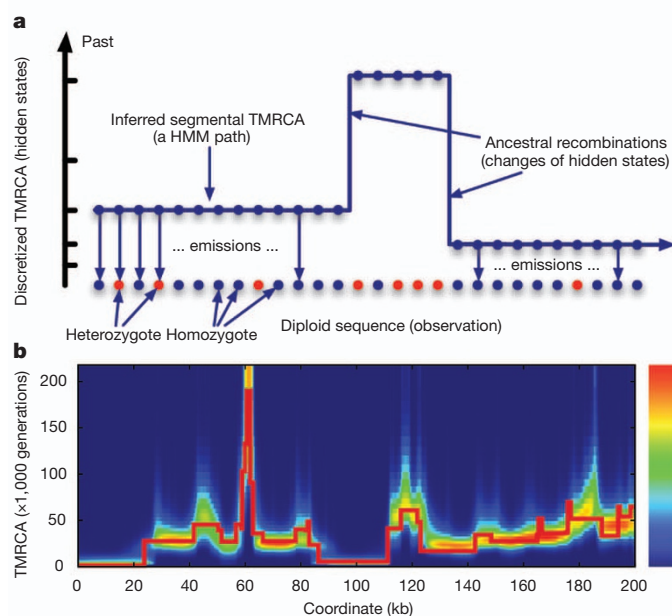 a
Past
Discretized TMRCA (hidden states)
Inferred segmental TMRCA
(a HMM path)
Ancestral recombinations
(changes of hidden states)
... emissions ...
... emissions ...
Heterozygote
Homozygote
Diploid sequence (observation)
b
TMRCA (×1,000 generations)
200
150
100
50
0
0
20
40
60
80
100
120
140
160
180
200
Coordinate (kb)